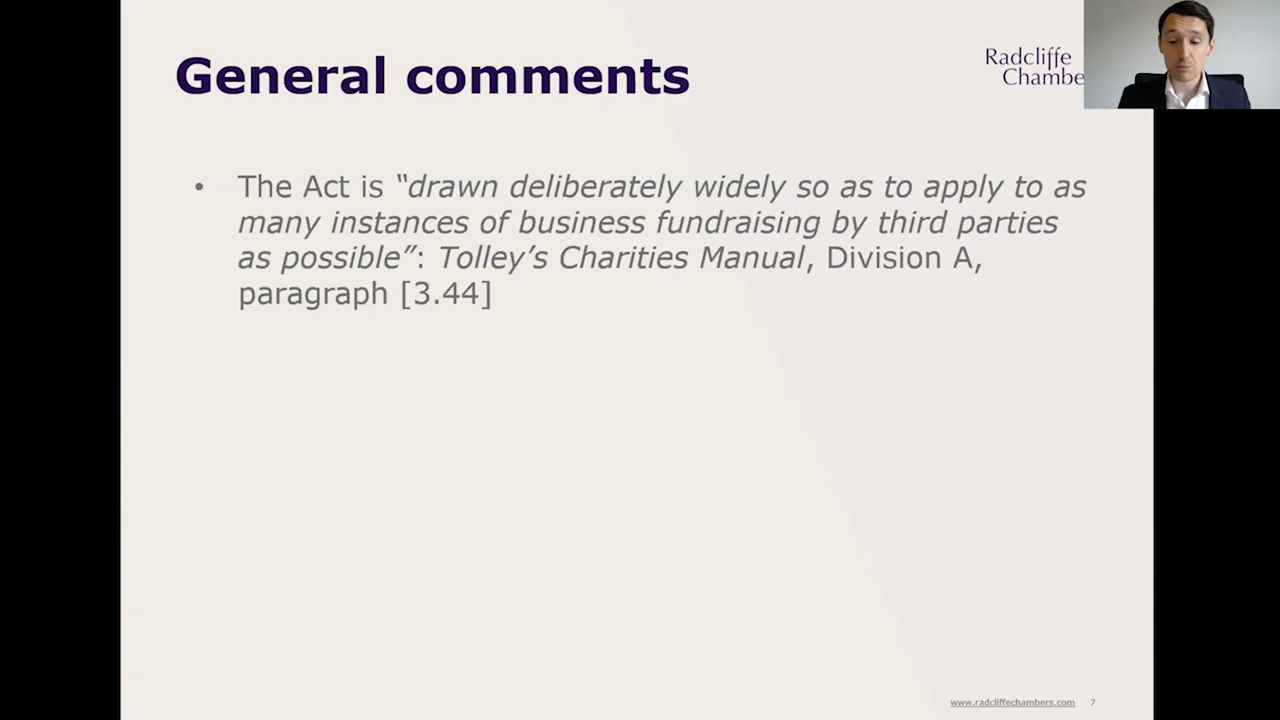 General comments
Radcliffe
Chambe
• The Act is “drawn deliberately widely so as to apply to as
many instances of business fundraising by third parties
as possible”: Tolley’s Charities Manual, Division A,
paragraph [3.44]
www.radcliffechambers.com 7